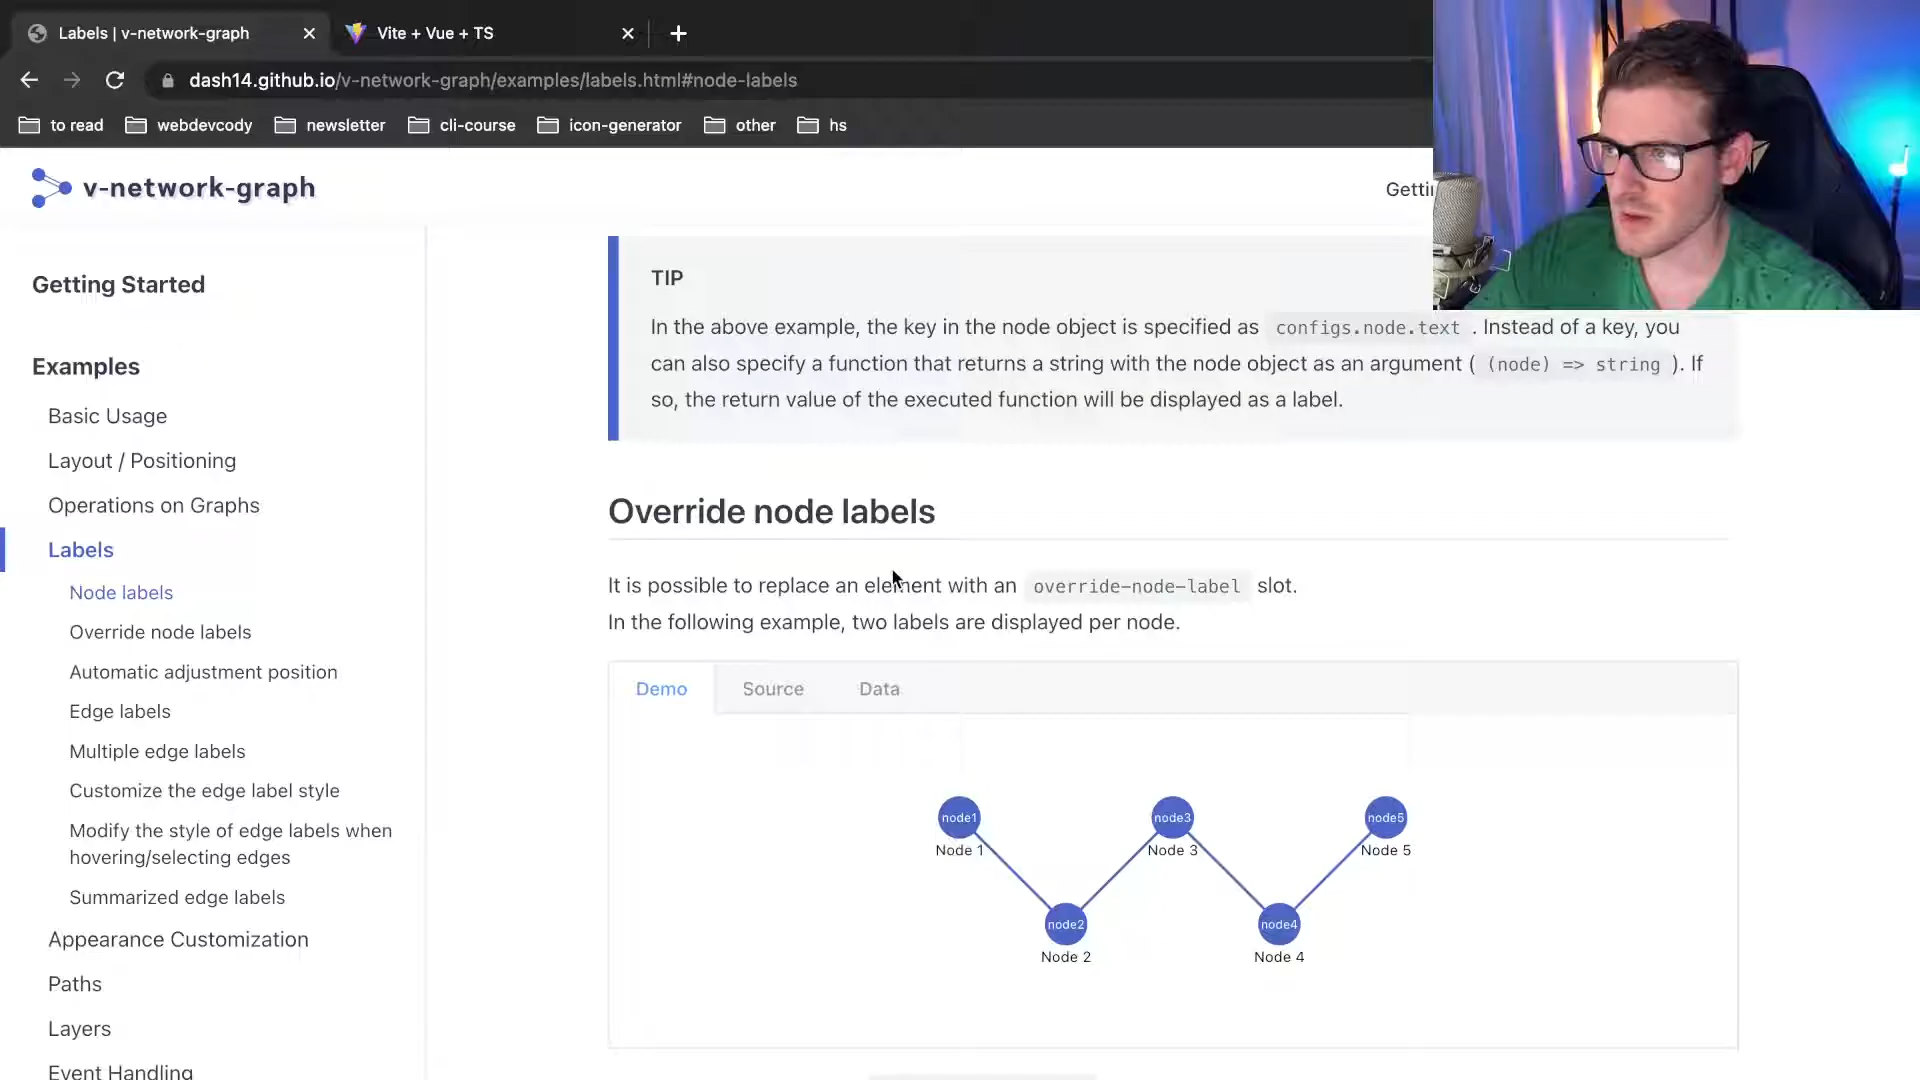 Labels | v-network-graph
Vite + Vue + TS
dash14.github.io/v-network-graph/examples/labels.html#node-labels
to read
webdevcody
newsletter
cli-course
icon-generator
other
hs
v-network-graph
Getti
Getting Started
Examples
Basic Usage
Layout / Positioning
Operations on Graphs
Labels
Node labels
Override node labels
Automatic adjustment position
Edge labels
Multiple edge labels
Customize the edge label style
Modify the style of edge labels when
hovering/selecting edges
Summarized edge labels
Appearance Customization
Paths
Layers
Event Handling
TIP
In the above example, the key in the node object is specified as configs.node.text . Instead of a key, you
can also specify a function that returns a string with the node object as an argument ( (node) => string ). If
so, the return value of the executed function will be displayed as a label.
Override node labels
It is possible to replace an element with an override-node-label slot.
In the following example, two labels are displayed per node.
Demo
Source
Data
node1
Node 1
node3
Node 3
node5
Node 5
node2
Node 2
node4
Node 4